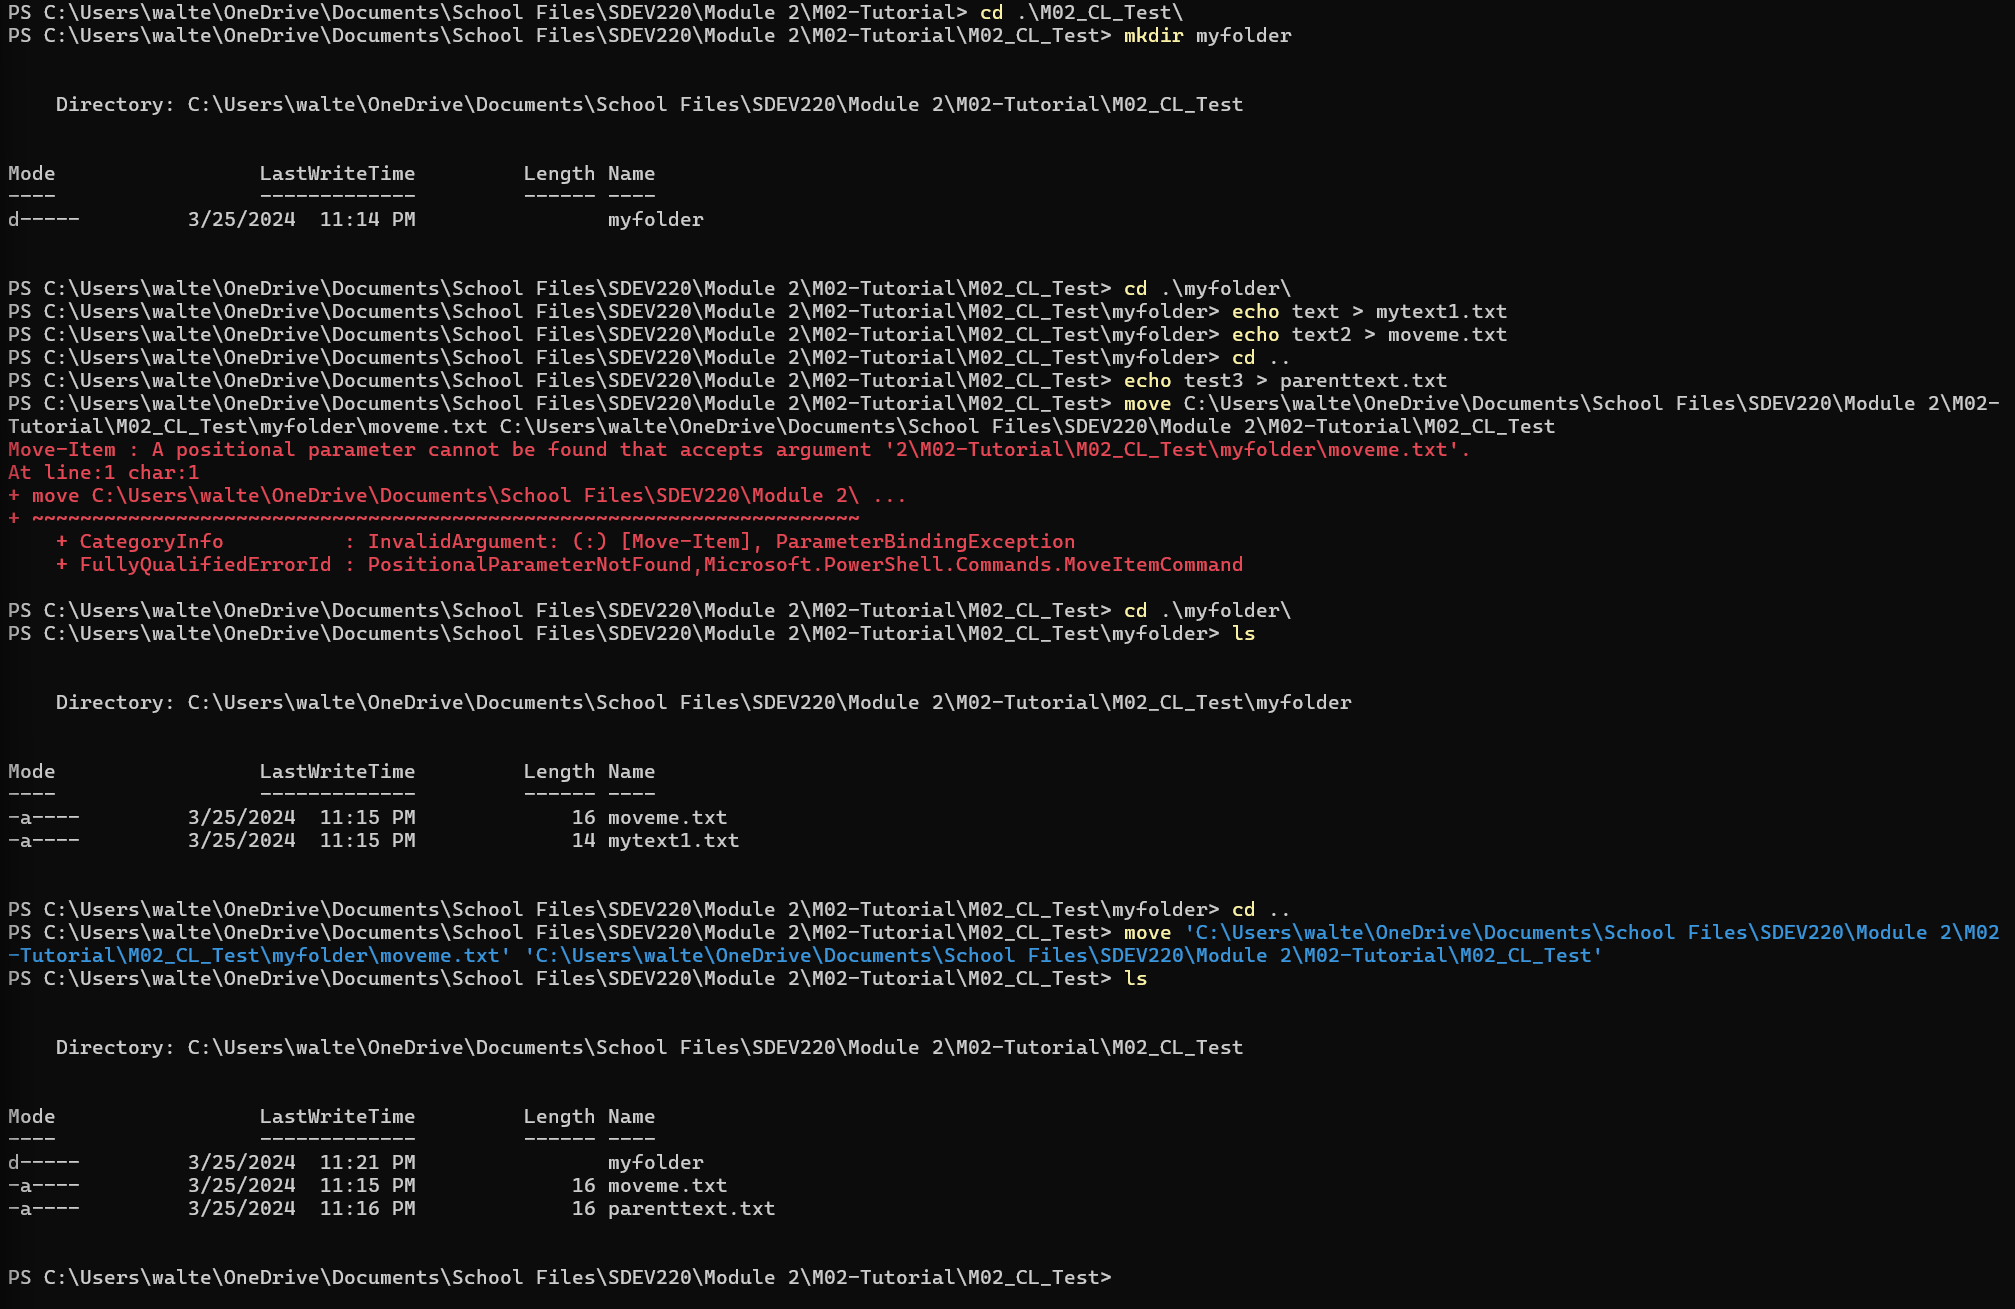 PS C:\Users\walte\OneDrive\Documents\School Files\SDEV220\Module 2\M02-Tutorial> cd .\M02_CL_Test\
PS C:\Users\walte\OneDrive\Documents\School Files\SDEV220\Module 2\M02-Tutorial\M02_CL_Test> mkdir myfolder
    Directory: C:\Users\walte\OneDrive\Documents\School Files\SDEV220\Module 2\M02-Tutorial\M02_CL_Test
Mode                 LastWriteTime         Length Name
----                 -------------         ------ ----
d-----         3/25/2024  11:14 PM                myfolder
PS C:\Users\walte\OneDrive\Documents\School Files\SDEV220\Module 2\M02-Tutorial\M02_CL_Test> cd .\myfolder\
PS C:\Users\walte\OneDrive\Documents\School Files\SDEV220\Module 2\M02-Tutorial\M02_CL_Test\myfolder> echo text > mytext1.txt
PS C:\Users\walte\OneDrive\Documents\School Files\SDEV220\Module 2\M02-Tutorial\M02_CL_Test\myfolder> echo text2 > moveme.txt
PS C:\Users\walte\OneDrive\Documents\School Files\SDEV220\Module 2\M02-Tutorial\M02_CL_Test\myfolder> cd ..
PS C:\Users\walte\OneDrive\Documents\School Files\SDEV220\Module 2\M02-Tutorial\M02_CL_Test> echo test3 > parenttext.txt
PS C:\Users\walte\OneDrive\Documents\School Files\SDEV220\Module 2\M02-Tutorial\M02_CL_Test> move C:\Users\walte\OneDrive\Documents\School Files\SDEV220\Module 2\M02-
Tutorial\M02_CL_Test\myfolder\moveme.txt C:\Users\walte\OneDrive\Documents\School Files\SDEV220\Module 2\M02-Tutorial\M02_CL_Test
Move-Item : A positional parameter cannot be found that accepts argument '2\M02-Tutorial\M02_CL_Test\myfolder\moveme.txt'.
At line:1 char:1
+ move C:\Users\walte\OneDrive\Documents\School Files\SDEV220\Module 2\ ...
+ ~~~~~~~~~~~~~~~~~~~~~~~~~~~~~~~~~~~~~~~~~~~~~~~~~~~~~~~~~~~~~~~~~~~~~
    + CategoryInfo          : InvalidArgument: (:) [Move-Item], ParameterBindingException
    + FullyQualifiedErrorId : PositionalParameterNotFound,Microsoft.PowerShell.Commands.MoveItemCommand
PS C:\Users\walte\OneDrive\Documents\School Files\SDEV220\Module 2\M02-Tutorial\M02_CL_Test> cd .\myfolder\
PS C:\Users\walte\OneDrive\Documents\School Files\SDEV220\Module 2\M02-Tutorial\M02_CL_Test\myfolder> ls
    Directory: C:\Users\walte\OneDrive\Documents\School Files\SDEV220\Module 2\M02-Tutorial\M02_CL_Test\myfolder
Mode                 LastWriteTime         Length Name
----                 -------------         ------ ----
-a----         3/25/2024  11:15 PM             16 moveme.txt
-a----         3/25/2024  11:15 PM             14 mytext1.txt
PS C:\Users\walte\OneDrive\Documents\School Files\SDEV220\Module 2\M02-Tutorial\M02_CL_Test\myfolder> cd ..
PS C:\Users\walte\OneDrive\Documents\School Files\SDEV220\Module 2\M02-Tutorial\M02_CL_Test> move 'C:\Users\walte\OneDrive\Documents\School Files\SDEV220\Module 2\M02
-Tutorial\M02_CL_Test\myfolder\moveme.txt' 'C:\Users\walte\OneDrive\Documents\School Files\SDEV220\Module 2\M02-Tutorial\M02_CL_Test'
PS C:\Users\walte\OneDrive\Documents\School Files\SDEV220\Module 2\M02-Tutorial\M02_CL_Test> ls
    Directory: C:\Users\walte\OneDrive\Documents\School Files\SDEV220\Module 2\M02-Tutorial\M02_CL_Test
Mode                 LastWriteTime         Length Name
----                 -------------         ------ ----
d-----         3/25/2024  11:21 PM                myfolder
-a----         3/25/2024  11:15 PM             16 moveme.txt
-a----         3/25/2024  11:16 PM             16 parenttext.txt
PS C:\Users\walte\OneDrive\Documents\School Files\SDEV220\Module 2\M02-Tutorial\M02_CL_Test>